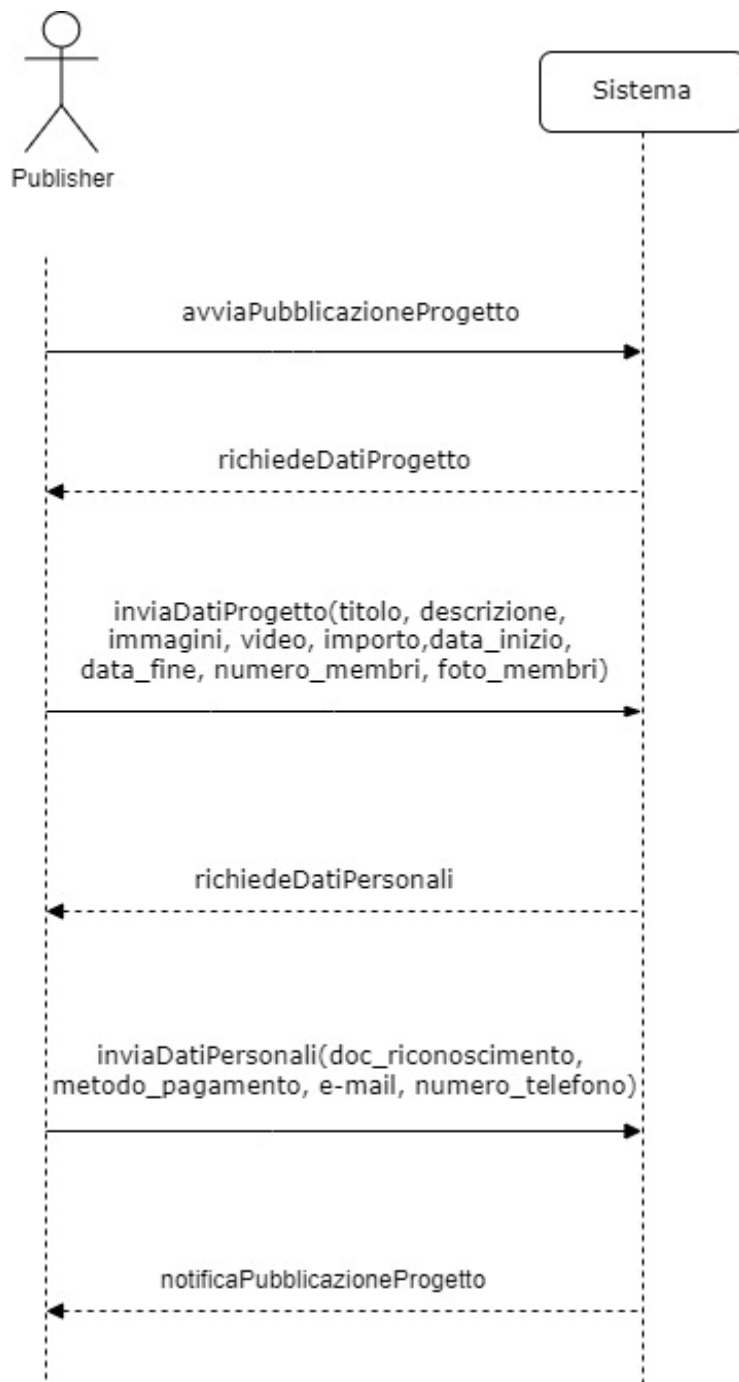 Sistema
Publisher
avviaPubblicazioneProgetto
richiedeDatiProgetto
inviaDatiProgetto(titolo, descrizione,
immagini, video, importo,data_inizio,
data_fine, numero_membri, foto_membri)
richiedeDatiPersonali
inviaDatiPersonali(doc_riconoscimento,
metodo_pagamento, e-mail, numero_telefono)
notificaPubblicazioneProgetto